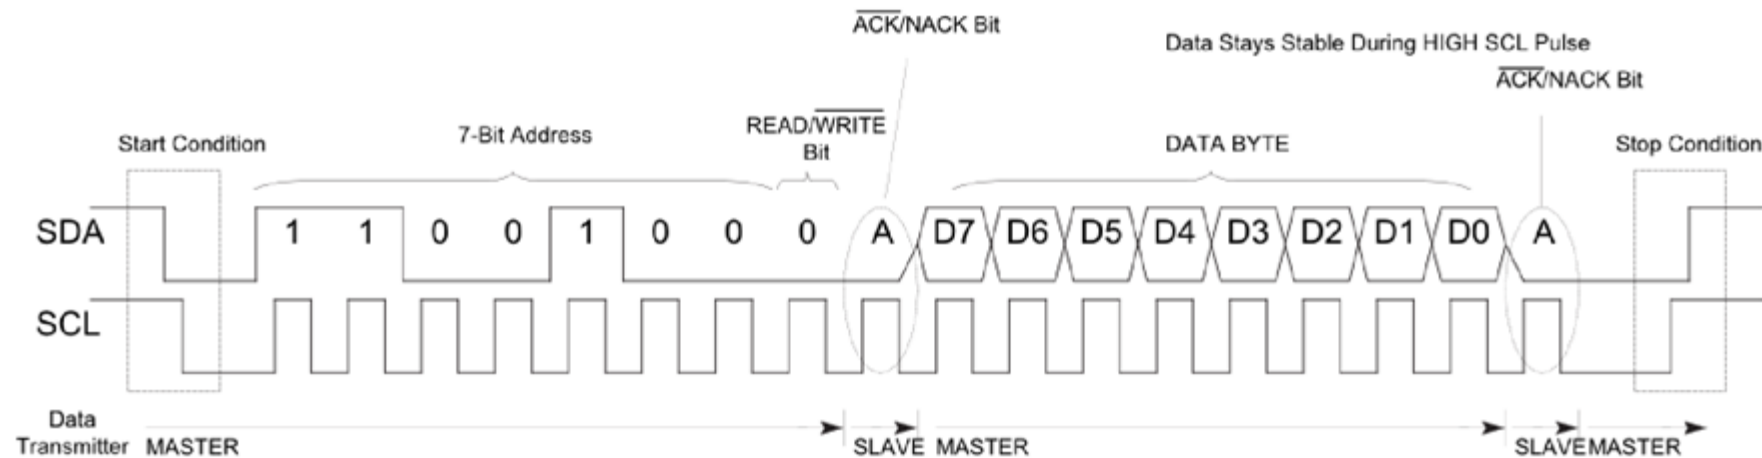 ACK/NACK Bit
Data Stays Stable During HIGH SCL Pulse
ACK/NACK Bit
Start Condition
7-Bit Address
READ/WRITE
Bit
DATA BYTE
Stop Condition
SDA 1 1 0 0 1 0 0 0 A D7 D6 D5 D4 D3 D2 D1 D0 A
SCL
Data
Transmitter MASTER SLAVE MASTER SLAVE MASTER